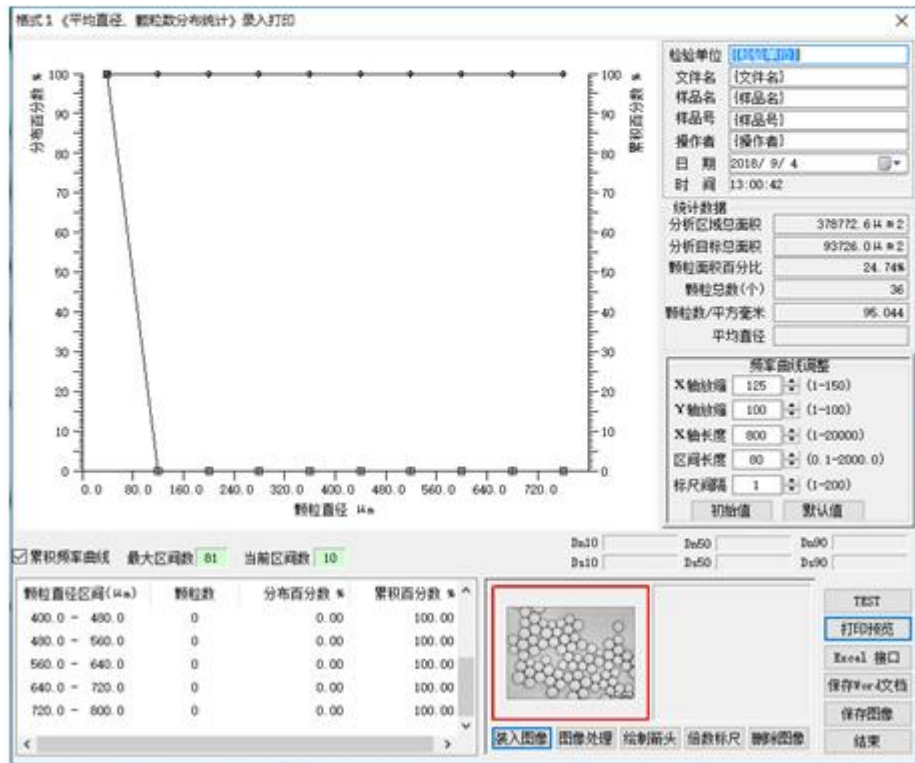 格式1 《平均直径、颗粒数分布统计》录入打印
分布百分数 %
100
90
80
70
60
50
40
30
20
10
0
累积百分数 %
100
90
80
70
60
50
40
30
20
10
0
0.0 80.0 160.0 240.0 320.0 400.0 480.0 560.0 640.0 720.0
颗粒直径 μm
检验单位
文件名 {文件名}
样品名 {样品名}
样品号 {样品号}
操作者 {操作者}
日 期 2018/ 9/ 4
时 间 13:00:42
统计数据
分析区域总面积 378772.6μm2
分析目标总面积 93726.0μm2
颗粒面积百分比 24.74%
颗粒总数(个) 36
颗粒数/平方毫米 95.044
平均直径
频率曲线调整
X轴放缩 125 (1-150)
Y轴放缩 100 (1-100)
X轴长度 800 (1-20000)
区间长度 80 (0.1-2000.0)
标尺间隔 1 (1-200)
初始值 默认值
累积频率曲线 最大区间数 81 当前区间数 10
Dn10 Dn50 Dn90
Ds10 Ds50 Ds90
颗粒直径区间(μm) 颗粒数 分布百分数 % 累积百分数 %
400.0 - 480.0 0 0.00 100.00
480.0 - 560.0 0 0.00 100.00
560.0 - 640.0 0 0.00 100.00
640.0 - 720.0 0 0.00 100.00
720.0 - 800.0 0 0.00 100.00
装入图像 图像处理 绘制箭头 倍数标尺 删除图像
TEST
打印预览
Excel 接口
保存Word文档
保存图像
结束